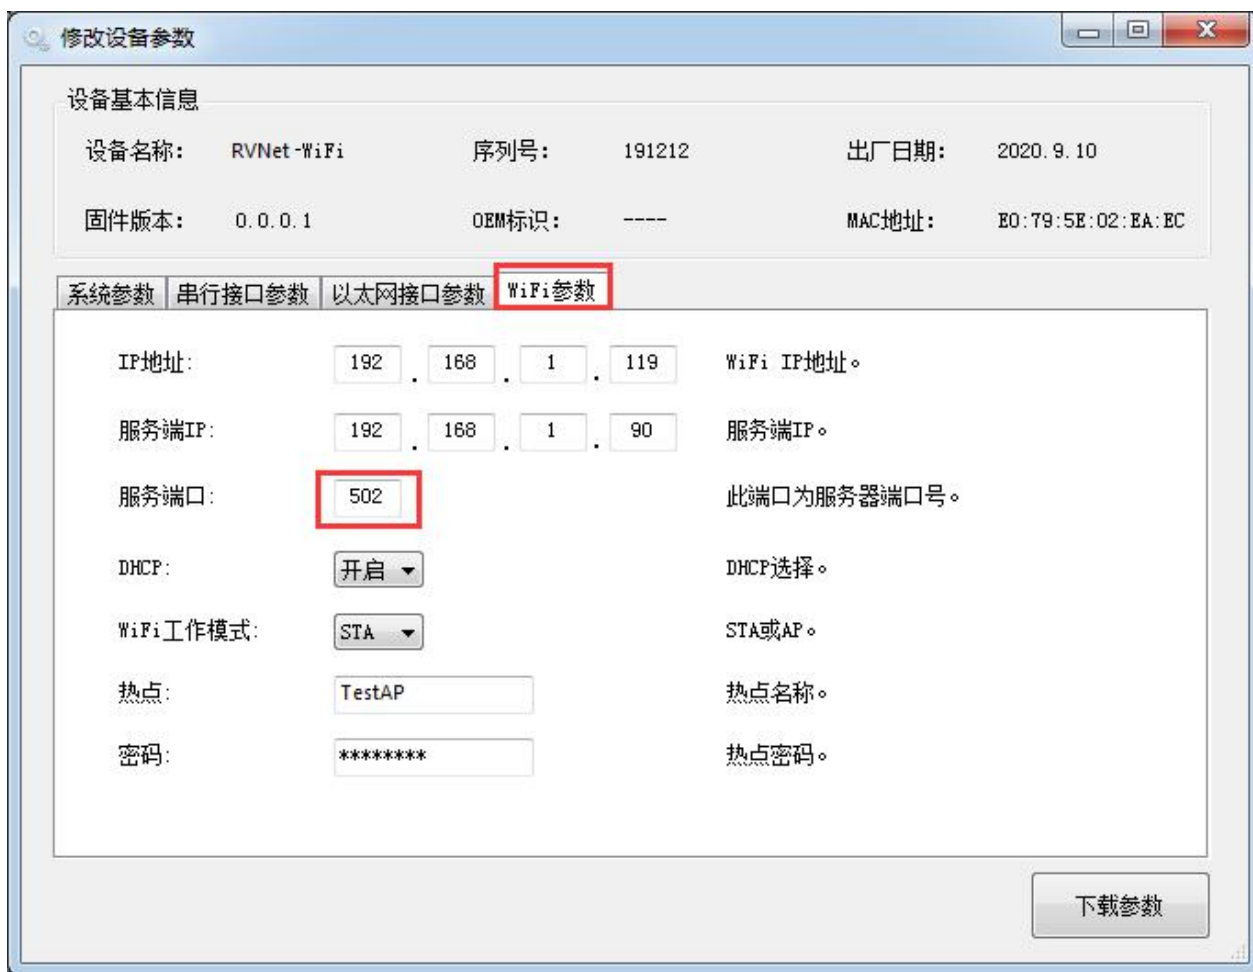 修改设备参数
设备基本信息
设备名称: RVNet-WiFi 序列号: 191212 出厂日期: 2020.9.10
固件版本: 0.0.0.1 OEM标识: ---- MAC地址: E0:79:5E:02:EA:EC
系统参数 串行接口参数 以太网接口参数 WiFi参数
IP地址: 192 . 168 . 1 . 119 WiFi IP地址。
服务端IP: 192 . 168 . 1 . 90 服务端IP。
服务端口: 502 此端口为服务器端口号。
DHCP: 开启 DHCP选择。
WiFi工作模式: STA STA或AP。
热点: TestAP 热点名称。
密码: ******** 热点密码。
下载参数